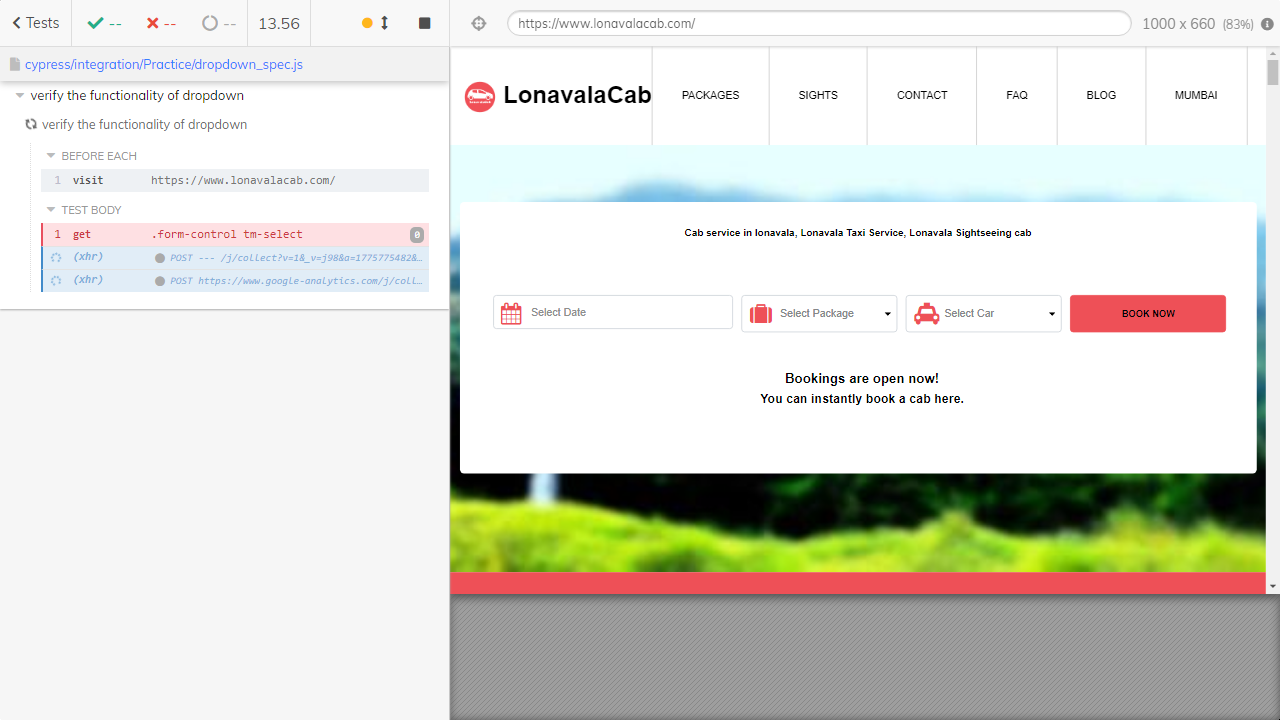 Tests
--
--
--
13.56
https://www.lonavalacab.com/
1000 x 660 (83%)
cypress/integration/Practice/dropdown_spec.js
verify the functionality of dropdown
verify the functionality of dropdown
BEFORE EACH
1 visit https://www.lonavalacab.com/
TEST BODY
1 get .form-control tm-select 0
(xhr) POST --- /j/collect?v=1&_v=j98&a=1775775482&…
(xhr) POST https://www.google-analytics.com/j/coll…
LonavalaCab
PACKAGES
SIGHTS
CONTACT
FAQ
BLOG
MUMBAI
Cab service in lonavala, Lonavala Taxi Service, Lonavala Sightseeing cab
Select Date
Select Package
Select Car
BOOK NOW
Bookings are open now!
You can instantly book a cab here.